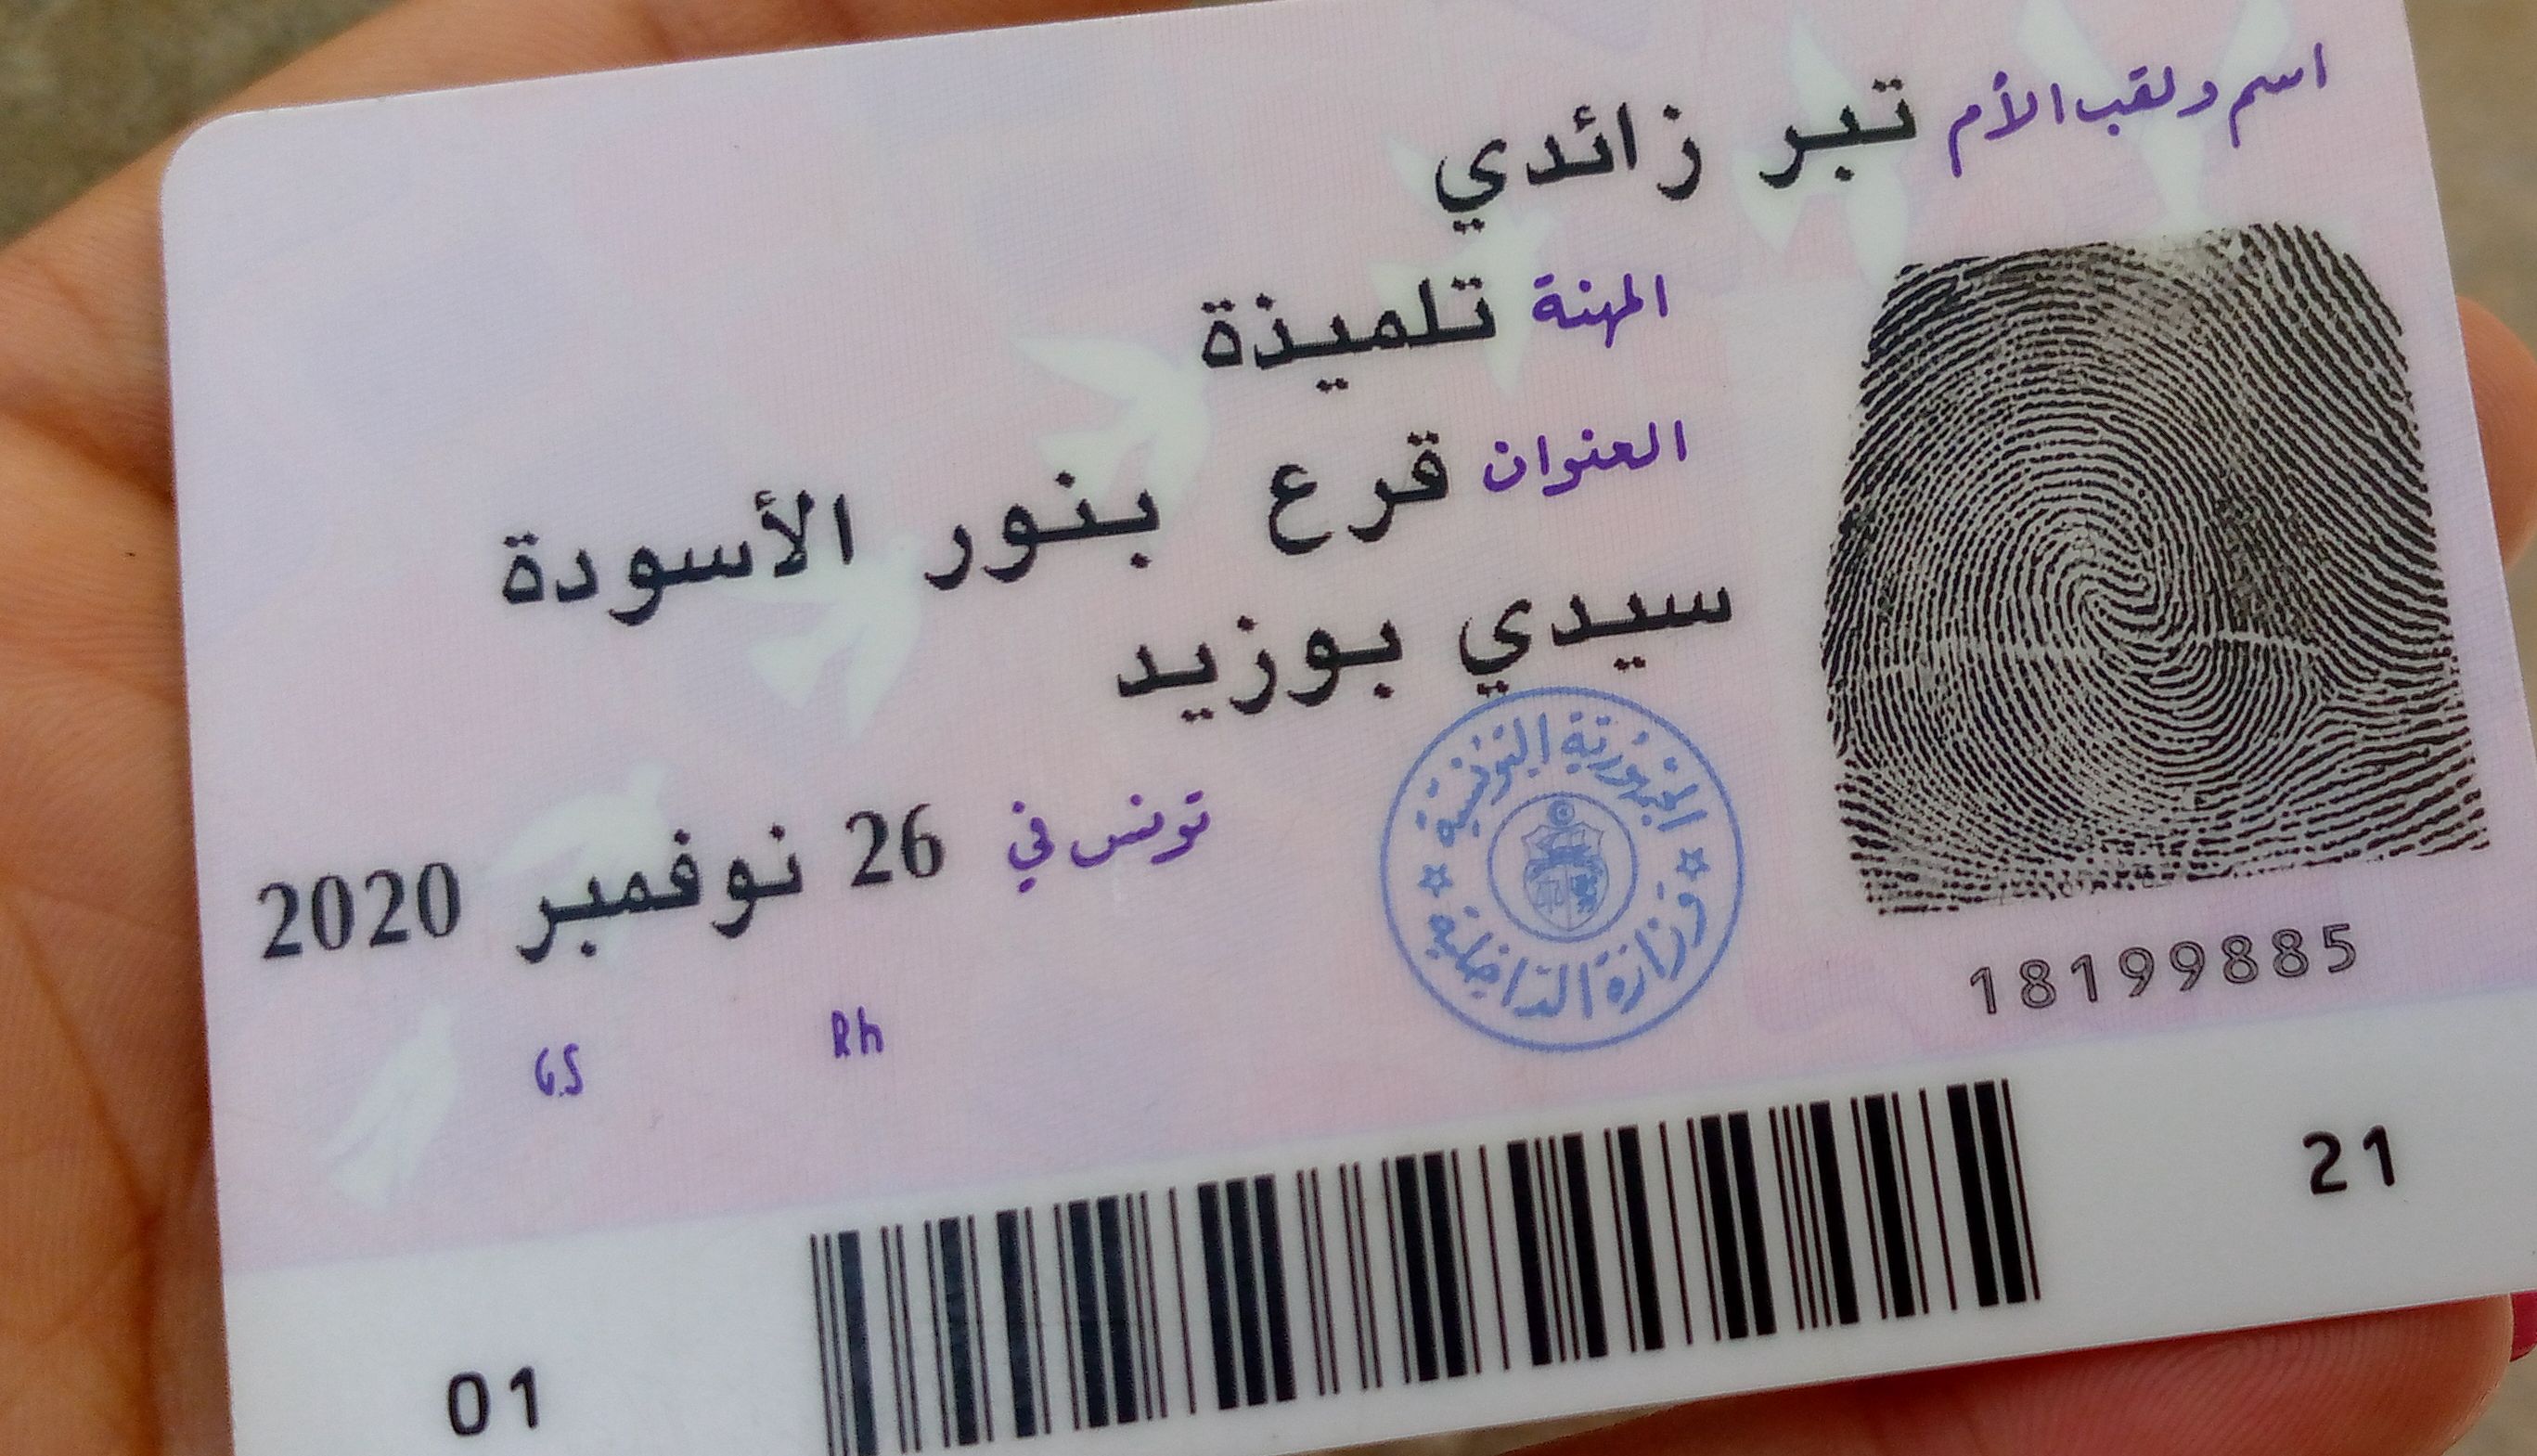 اسم ولقب الأم تبر زائدي
المهنة تلميذة
العنوان قرع بنور الأسودة
سيدي بوزيد
تونس في 26 نوفمبر 2020
الجمهورية التونسية
وزارة الداخلية
18199885
G.S Rh
01 21